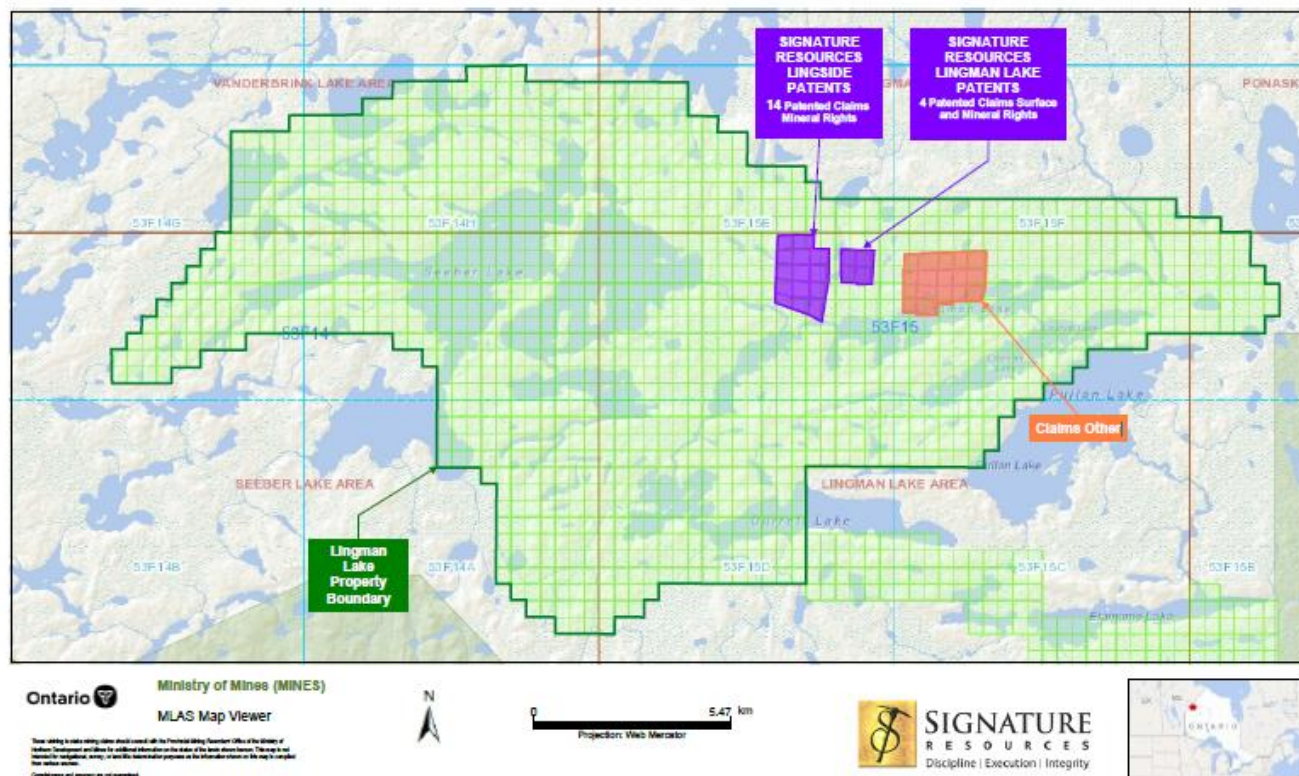 SIGNATURE
RESOURCES
LINGSIDE
PATENTS
14 Patented Claims
Mineral Rights
SIGNATURE
RESOURCES
LINGMAN LAKE
PATENTS
4 Patented Claims Surface
and Mineral Rights
VANDERBRINK LAKE AREA
PONASK
53F14G
53F14H
53F15E
53F15F
Seeber Lake
53F14
53F15
Pullan Lake
Claims Other
SEEBER LAKE AREA
LINGMAN LAKE AREA
Lingman
Lake
Property
Boundary
53F14B
53F14A
53F15D
53F15C
53F15B
Ontario
Ministry of Mines (MINES)
MLAS Map Viewer
N
0
5.47 km
Projection: Web Mercator
SIGNATURE
RESOURCES
Discipline | Execution | Integrity
ONTARIO